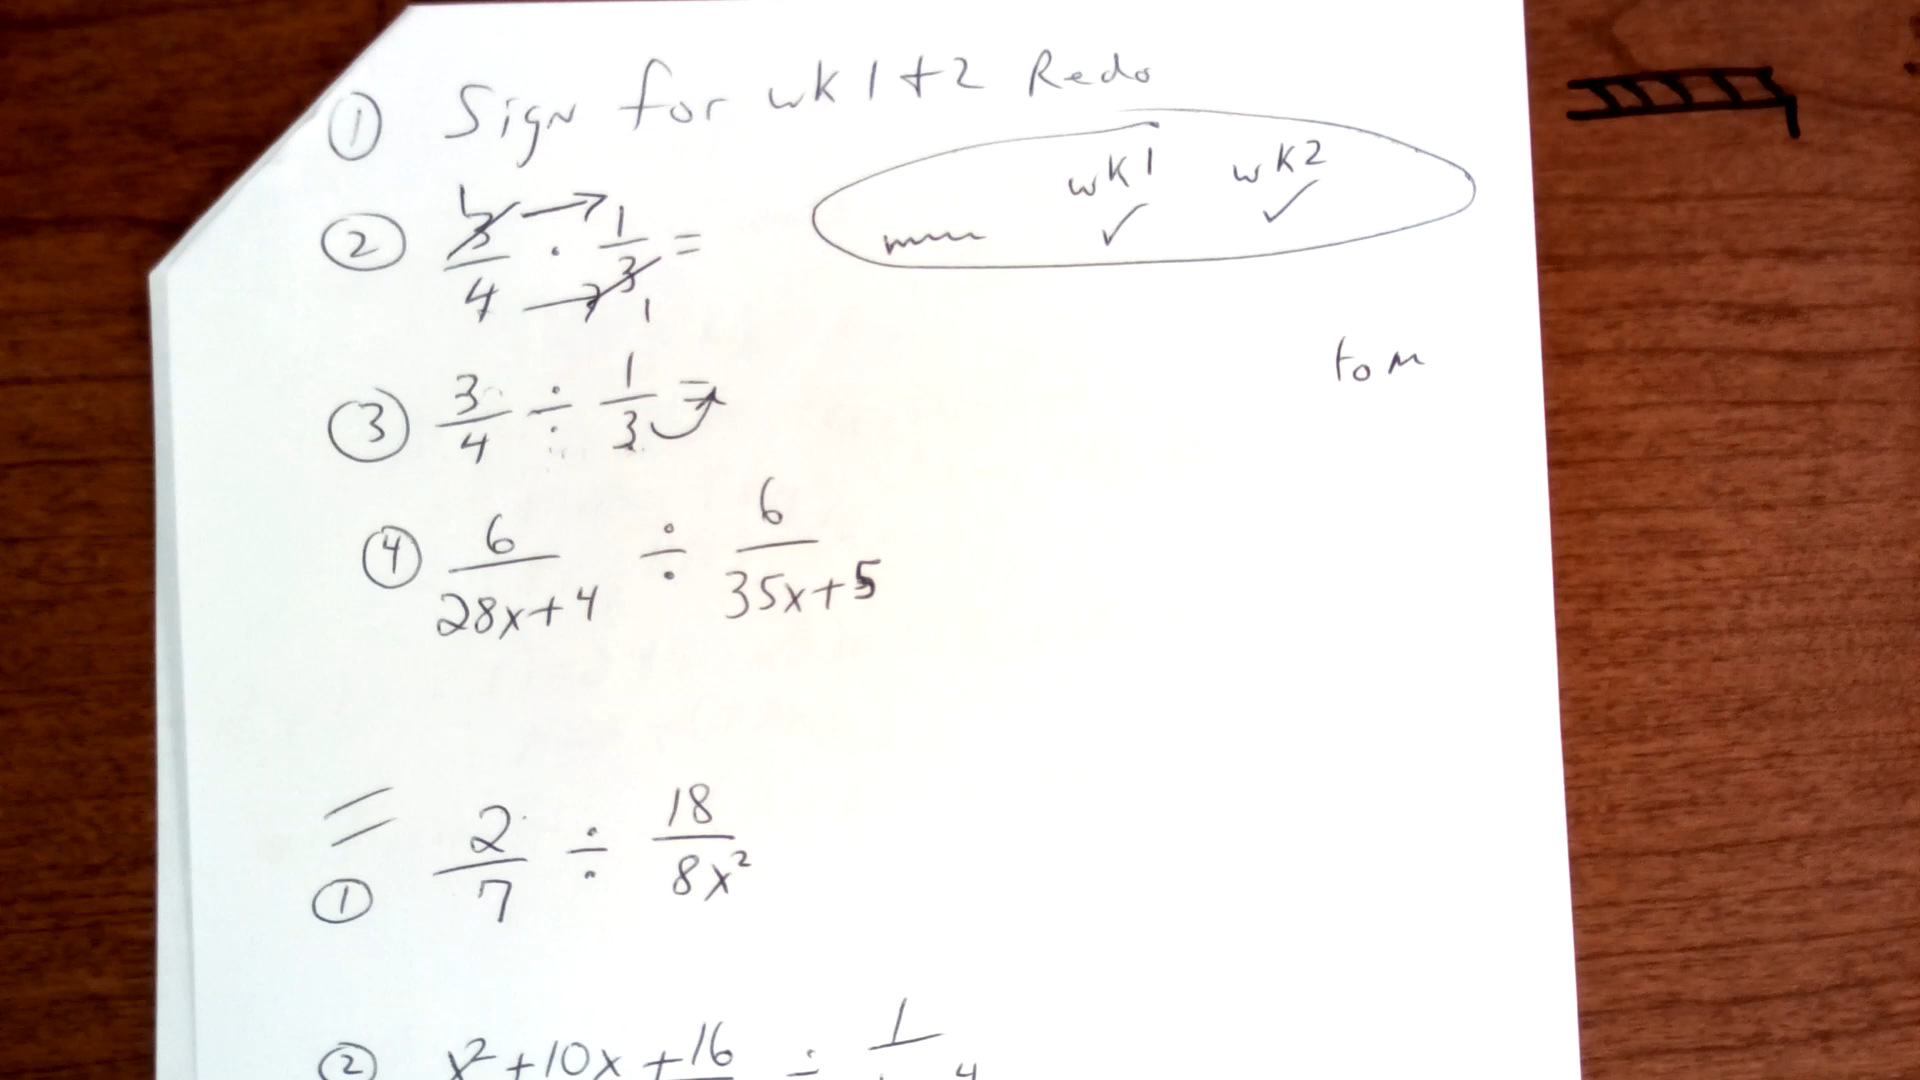 ① Sign for wk 1+2 Redo
wk1 wk2
✓ ✓
② 3/4 · 1/3 =
1 1
tom
③ 3/4 ÷ 1/3 =
④ 6/(28x+4) ÷ 6/(35x+5)
=
① 2/7 ÷ 18/8x²
② x²+10x+16 ÷ 1
4